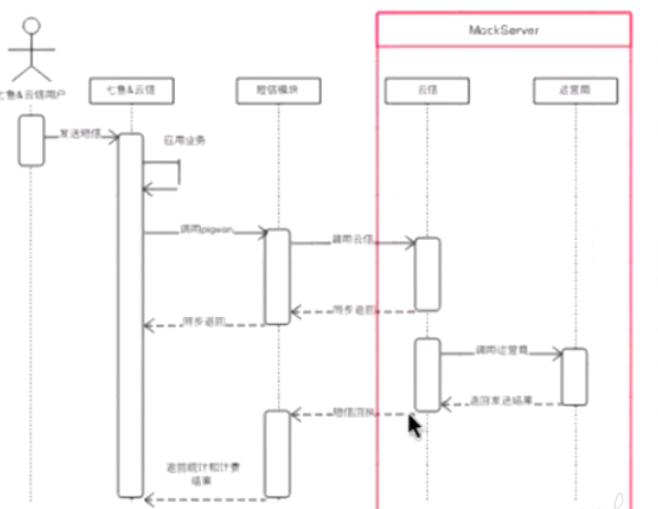 MockServer
七鱼&云信用户
七鱼&云信
短信模块
云信
运营商
发送短信
应用业务
调用pigeon
调用云信
同步返回
同步返回
调用运营商
返回发送结果
短信回执
返回统计和计费
结果